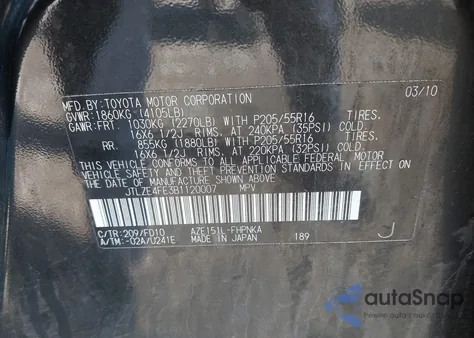 MFD.BY: TOYOTA MOTOR CORPORATION 03/10
GVWR: 1860KG (4105LB)
GAWR: FRT. 1030KG (2270LB) WITH P205/55R16 TIRES.
16X6 1/2J RIMS. AT 240KPA (35PSI) COLD.
RR. 855KG (1880LB) WITH P205/55R16 TIRES.
16X6 1/2J RIMS. AT 220KPA (32PSI) COLD.
THIS VEHICLE CONFORMS TO ALL APPLICABLE FEDERAL MOTOR
VEHICLE SAFETY AND THEFT PREVENTION STANDARDS IN EFFECT ON
THE DATE OF MANUFACTURE SHOWN ABOVE.
JTLZE4FE3B1120007 MPV
C/TR: 209/FD10 AZE151L-FHPNKA
A/TM: -02A/U241E MADE IN JAPAN 189 J
autoSnap